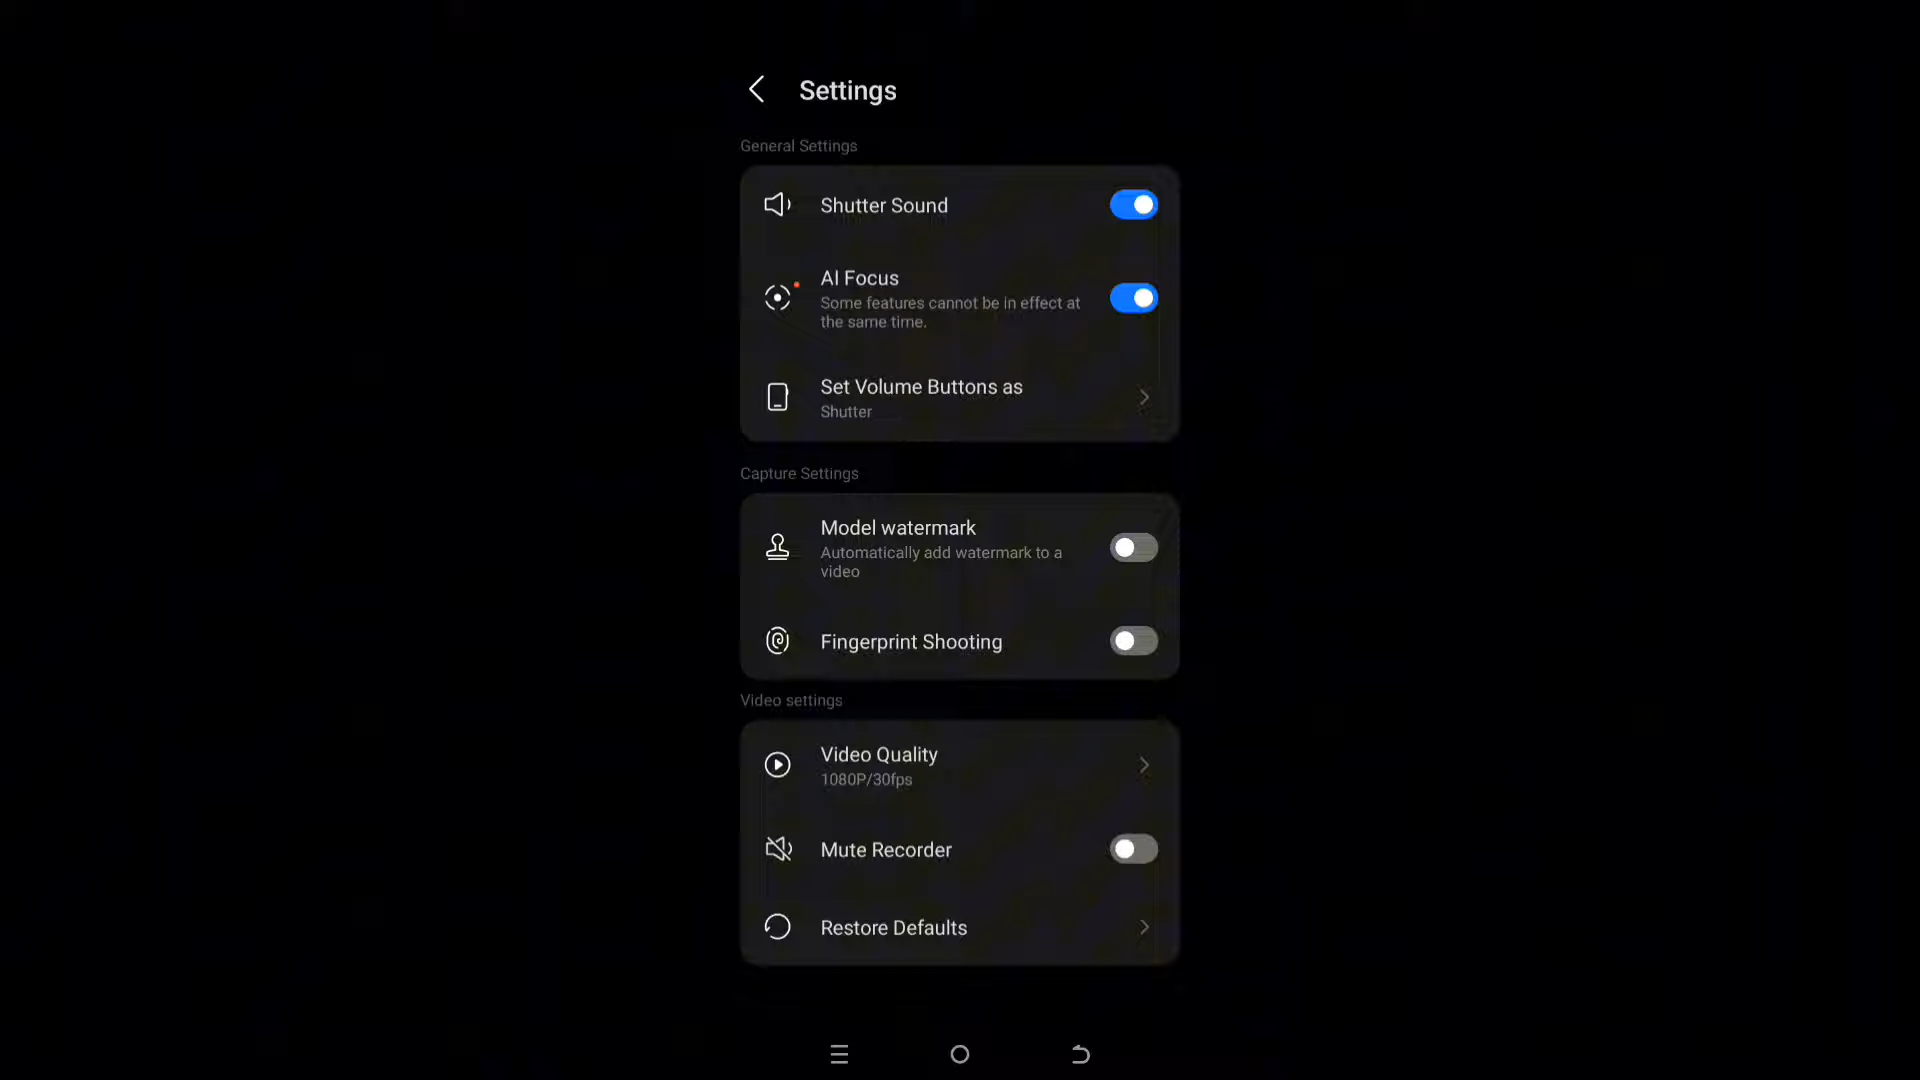 Settings
General Settings
Shutter Sound
AI Focus
Some features cannot be in effect at
the same time.
Set Volume Buttons as
Shutter
Capture Settings
Model watermark
Automatically add watermark to a
video
Fingerprint Shooting
Video settings
Video Quality
1080P/30fps
Mute Recorder
Restore Defaults